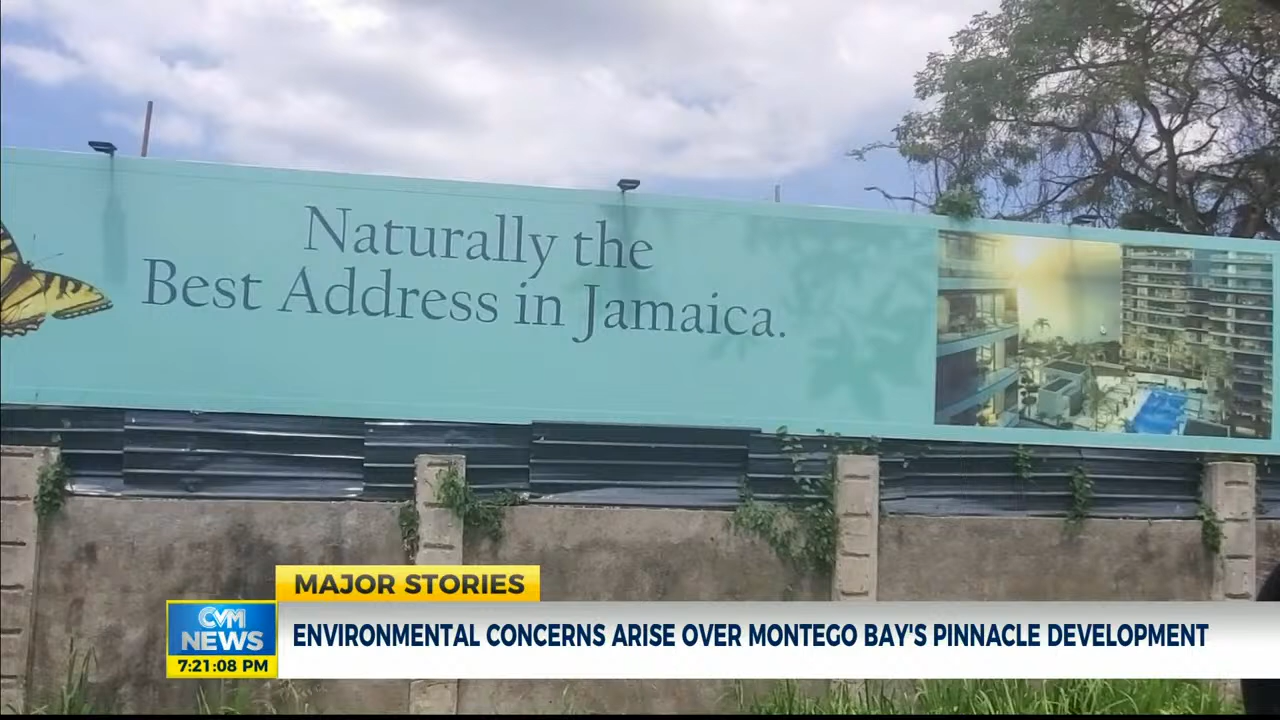 Naturally the
Best Address in Jamaica.
MAJOR STORIES
CVM
NEWS
7:21:08 PM
ENVIRONMENTAL CONCERNS ARISE OVER MONTEGO BAY'S PINNACLE DEVELOPMENT